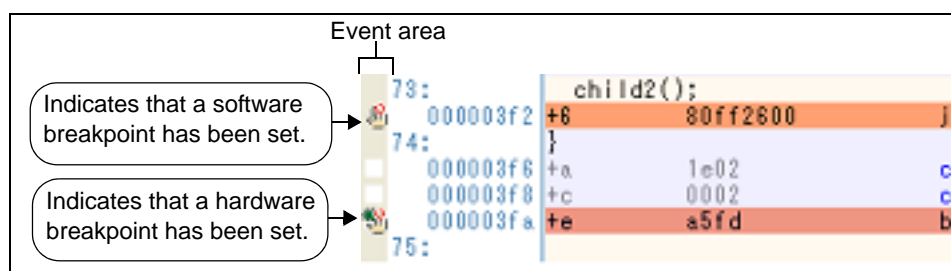 Event area
Indicates that a software
breakpoint has been set.
Indicates that a hardware
breakpoint has been set.
73: child2();
000003f2 +6 80ff2600 j
74: }
000003f6 +a 1e02 c
000003f8 +c 0002 c
000003fa +e a5fd b
75: